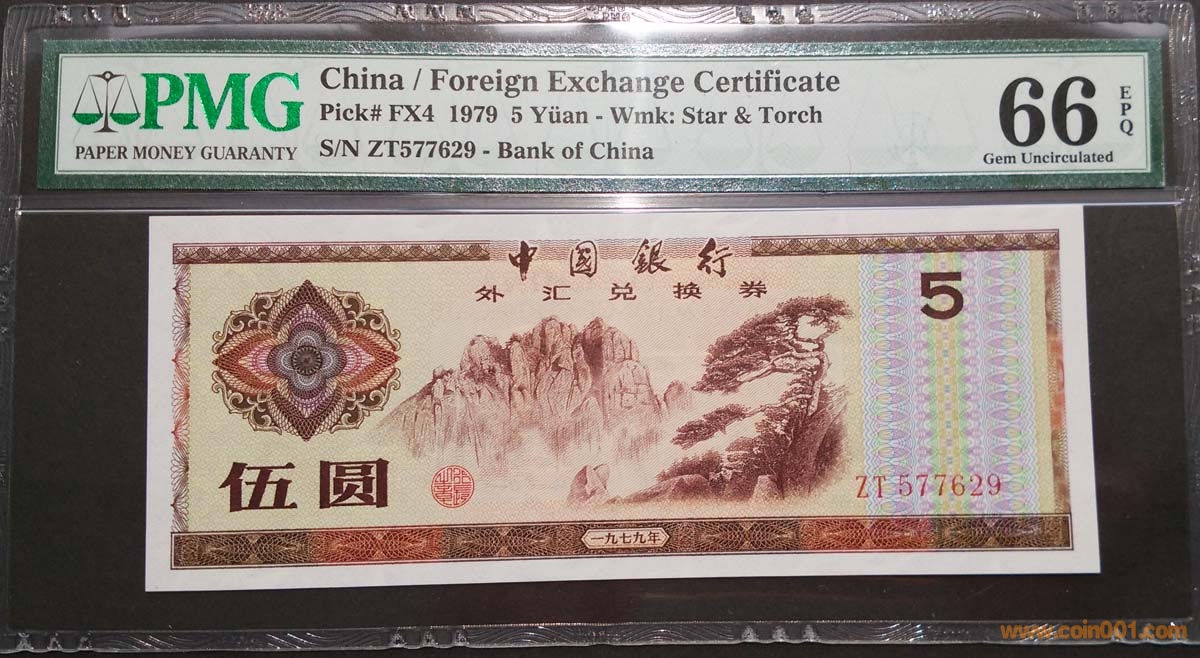 PMG
PAPER MONEY GUARANTY
China / Foreign Exchange Certificate
Pick# FX4 1979 5 Yüan - Wmk: Star & Torch
S/N ZT577629 - Bank of China
66
EPQ
Gem Uncirculated
中國銀行
外汇兑换券
5
伍圆
ZT 577629
一九七九年
www.coin001.com